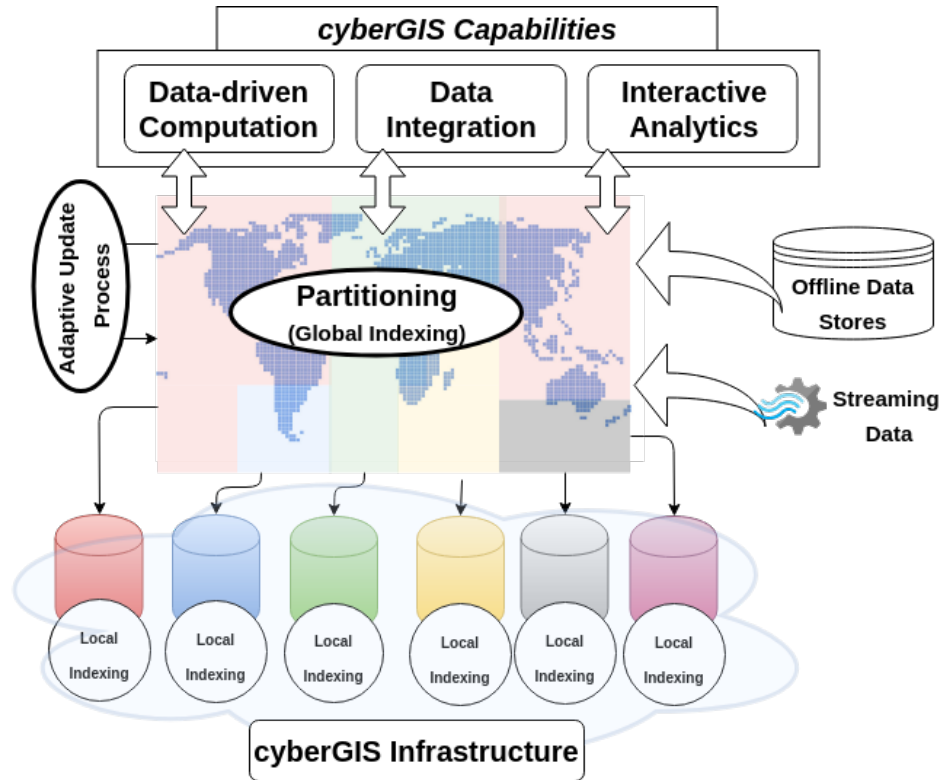 cyberGIS Capabilities
Data-driven
Computation
Data
Integration
Interactive
Analytics
Adaptive Update
Process
Partitioning
(Global Indexing)
Offline Data
Stores
Streaming
Data
Local
Indexing
Local
Indexing
Local
Indexing
Local
Indexing
Local
Indexing
Local
Indexing
cyberGIS Infrastructure